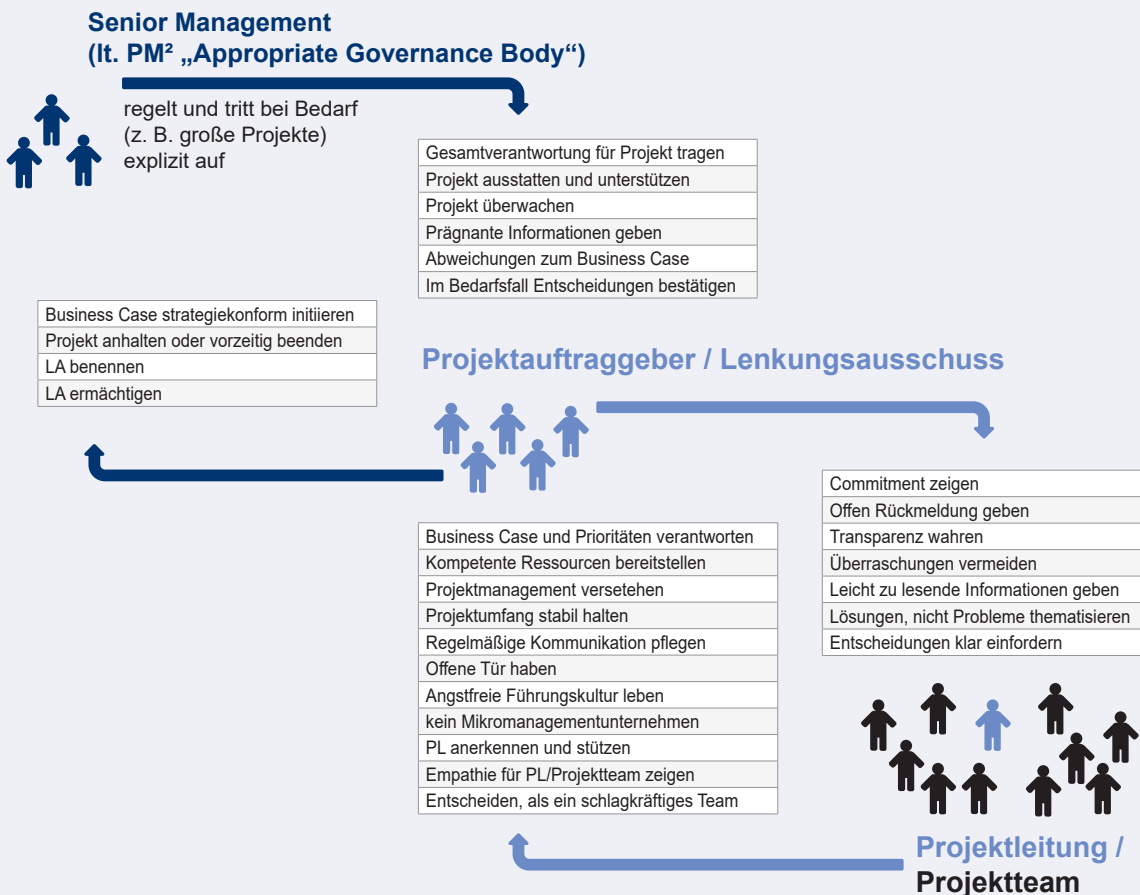 Senior Management
(lt. PM² „Appropriate Governance Body“)
regelt und tritt bei Bedarf
(z. B. große Projekte)
explizit auf
Gesamtverantwortung für Projekt tragen
Projekt ausstatten und unterstützen
Projekt überwachen
Prägnante Informationen geben
Abweichungen zum Business Case
Im Bedarfsfall Entscheidungen bestätigen
Business Case strategiekonform initiieren
Projekt anhalten oder vorzeitig beenden
LA benennen
LA ermächtigen
Projektauftraggeber / Lenkungsausschuss
Business Case und Prioritäten verantworten
Kompetente Ressourcen bereitstellen
Projektmanagement versetehen
Projektumfang stabil halten
Regelmäßige Kommunikation pflegen
Offene Tür haben
Angstfreie Führungskultur leben
kein Mikromanagementunternehmen
PL anerkennen und stützen
Empathie für PL/Projektteam zeigen
Entscheiden, als ein schlagkräftiges Team
Commitment zeigen
Offen Rückmeldung geben
Transparenz wahren
Überraschungen vermeiden
Leicht zu lesende Informationen geben
Lösungen, nicht Probleme thematisieren
Entscheidungen klar einfordern
Projektleitung /
Projektteam